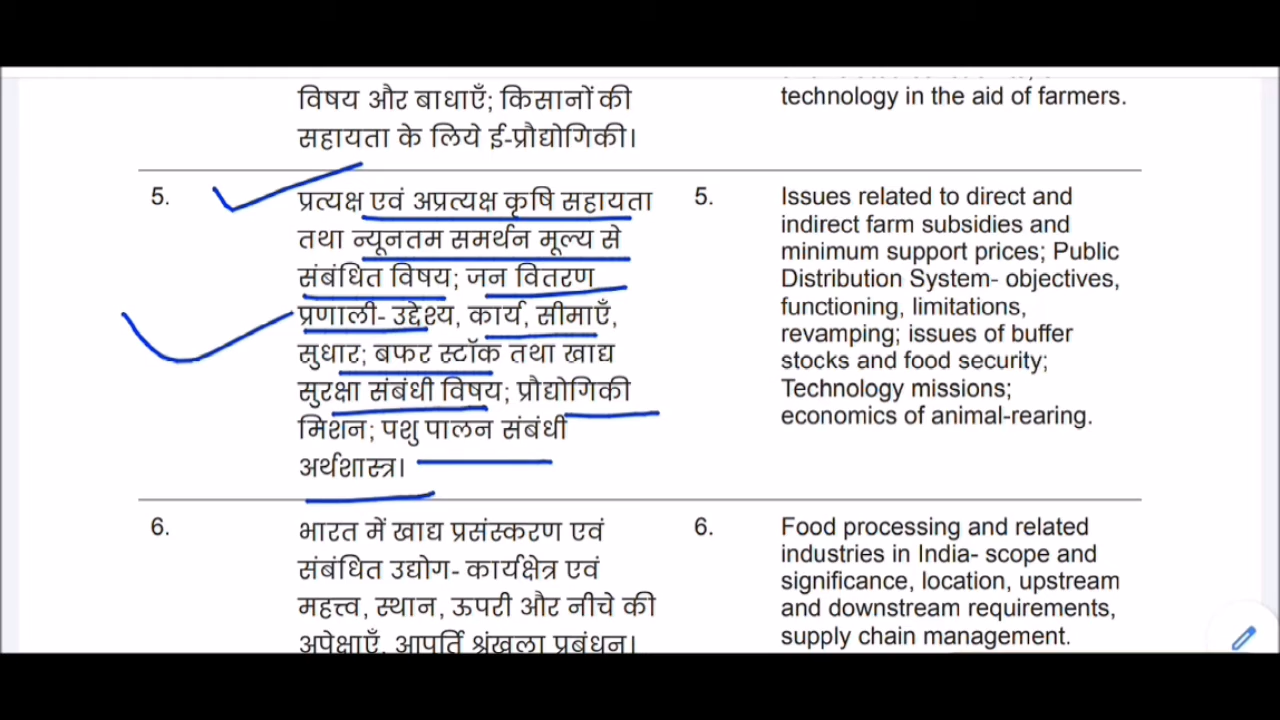 विषय और बाधाएँ; किसानों की
सहायता के लिये ई-प्रौद्योगिकी।
technology in the aid of farmers.
5.
प्रत्यक्ष एवं अप्रत्यक्ष कृषि सहायता
तथा न्यूनतम समर्थन मूल्य से
संबंधित विषय; जन वितरण
प्रणाली- उद्देश्य, कार्य, सीमाएँ,
सुधार; बफर स्टॉक तथा खाद्य
सुरक्षा संबंधी विषय; प्रौद्योगिकी
मिशन; पशु पालन संबंधी
अर्थशास्त्र।
5.
Issues related to direct and
indirect farm subsidies and
minimum support prices; Public
Distribution System- objectives,
functioning, limitations,
revamping; issues of buffer
stocks and food security;
Technology missions;
economics of animal-rearing.
6.
भारत में खाद्य प्रसंस्करण एवं
संबंधित उद्योग- कार्यक्षेत्र एवं
महत्त्व, स्थान, ऊपरी और नीचे की
अपेक्षाएँ, आपूर्ति श्रृंखला प्रबंधन।
6.
Food processing and related
industries in India- scope and
significance, location, upstream
and downstream requirements,
supply chain management.